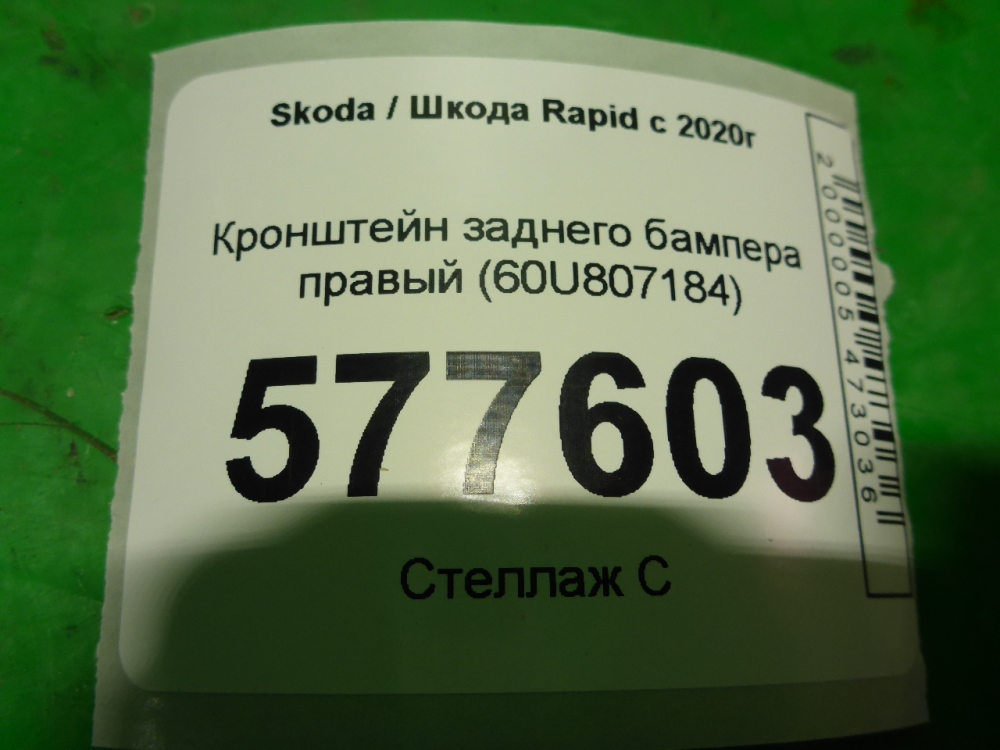 Skoda / Шкода Rapid с 2020г
Кронштейн заднего бампера
правый (60U807184)
577603
Стеллаж С
2000005473036